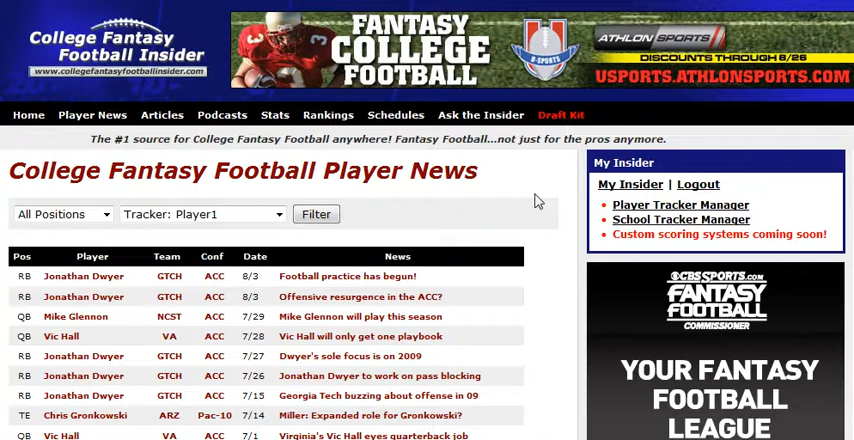 College Fantasy
Football Insider
www.collegefantasyfootballinsider.com
FANTASY
COLLEGE
FOOTBALL
U-SPORTS
ATHLON SPORTS
DISCOUNTS THROUGH 8/26
USPORTS.ATHLONSPORTS.COM
Home Player News Articles Podcasts Stats Rankings Schedules Ask the Insider Draft Kit
The #1 source for College Fantasy Football anywhere! Fantasy Football...not just for the pros anymore.
College Fantasy Football Player News
All Positions Tracker: Player1 Filter
Pos Player Team Conf Date News
RB Jonathan Dwyer GTCH ACC 8/3 Football practice has begun!
RB Jonathan Dwyer GTCH ACC 8/3 Offensive resurgence in the ACC?
QB Mike Glennon NCST ACC 7/29 Mike Glennon will play this season
QB Vic Hall VA ACC 7/28 Vic Hall will only get one playbook
RB Jonathan Dwyer GTCH ACC 7/27 Dwyer's sole focus is on 2009
RB Jonathan Dwyer GTCH ACC 7/26 Jonathan Dwyer to work on pass blocking
RB Jonathan Dwyer GTCH ACC 7/15 Georgia Tech buzzing about offense in 09
TE Chris Gronkowski ARZ Pac-10 7/14 Miller: Expanded role for Gronkowski?
QB Vic Hall VA ACC 7/1 Virginia's Vic Hall eyes quarterback job
My Insider
My Insider | Logout
Player Tracker Manager
School Tracker Manager
Custom scoring systems coming soon!
CBSSPORTS.COM
FANTASY
FOOTBALL
COMMISSIONER
YOUR FANTASY
FOOTBALL
LEAGUE